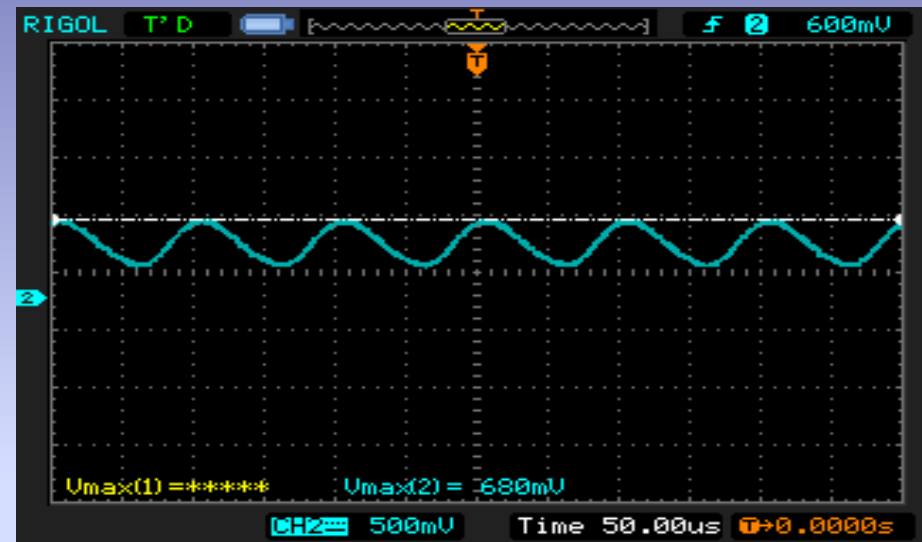 RIGOL T'D T f 2 600mV
T
2
Vmax(1)=***** Vmax(2)= 680mV
CH2 500mV Time 50.00us T→0.0000s